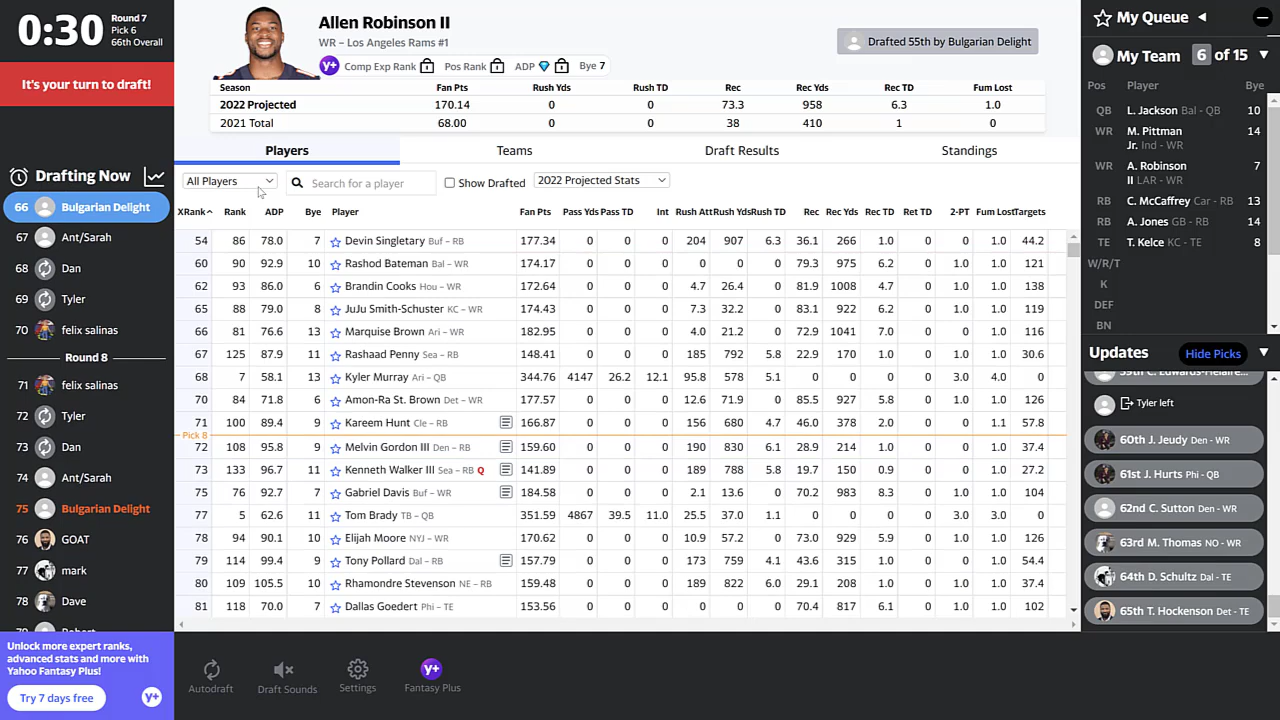 0:30
Round 7
Pick 6
66th Overall
It's your turn to draft!
Drafting Now
66 Bulgarian Delight
67 Ant/Sarah
68 Dan
69 Tyler
70 felix salinas
Round 8
71 felix salinas
72 Tyler
73 Dan
74 Ant/Sarah
75 Bulgarian Delight
76 GOAT
77 mark
78 Dave
Unlock more expert ranks,
advanced stats and more with
Yahoo Fantasy Plus!
Try 7 days free
y+
Allen Robinson II
WR – Los Angeles Rams #1
y+ Comp Exp Rank Pos Rank ADP Bye 7
Drafted 55th by Bulgarian Delight
Season Fan Pts Rush Yds Rush TD Rec Rec Yds Rec TD Fum Lost
2022 Projected 170.14 0 0 73.3 958 6.3 1.0
2021 Total 68.00 0 0 38 410 1 0
Players Teams Draft Results Standings
All Players Search for a player Show Drafted 2022 Projected Stats
XRank Rank ADP Bye Player Fan Pts Pass Yds Pass TD Int Rush Att Rush Yds Rush TD Rec Rec Yds Rec TD Ret TD 2-PT Fum Lost Targets
54 86 78.0 7 Devin Singletary Buf – RB 177.34 0 0 0 204 907 6.3 36.1 266 1.0 0 0 1.0 44.2
60 90 92.9 10 Rashod Bateman Bal – WR 174.17 0 0 0 0 0 0 79.3 975 6.2 0 1.0 1.0 121
62 93 86.0 6 Brandin Cooks Hou – WR 172.64 0 0 0 4.7 26.4 0 81.9 1008 4.7 0 1.0 1.0 138
65 88 79.0 8 JuJu Smith-Schuster KC – WR 174.43 0 0 0 7.3 32.2 0 83.1 922 6.2 0 1.0 1.0 119
66 81 76.6 13 Marquise Brown Ari – WR 182.95 0 0 0 4.0 21.2 0 72.9 1041 7.0 0 1.0 1.0 116
67 125 87.9 11 Rashaad Penny Sea – RB 148.41 0 0 0 185 792 5.8 22.9 170 1.0 0 1.0 1.0 30.6
68 7 58.1 13 Kyler Murray Ari – QB 344.76 4147 26.2 12.1 95.8 578 5.1 0 0 0 0 3.0 4.0 0
70 84 71.8 6 Amon-Ra St. Brown Det – WR 177.57 0 0 0 12.6 71.9 0 85.5 927 5.8 0 1.0 1.0 126
71 100 89.4 9 Kareem Hunt Cle – RB 166.87 0 0 0 156 680 4.7 46.0 378 2.0 0 0 1.1 57.8
Pick 8
72 108 95.8 9 Melvin Gordon III Den – RB 159.60 0 0 0 190 830 6.1 28.9 214 1.0 0 1.0 1.0 37.4
73 133 96.7 11 Kenneth Walker III Sea – RB Q 141.89 0 0 0 189 788 5.8 19.7 150 0.9 0 1.0 1.0 27.2
75 76 92.7 7 Gabriel Davis Buf – WR 184.58 0 0 0 2.1 13.6 0 70.2 983 8.3 0 1.0 1.0 104
77 5 62.6 11 Tom Brady TB – QB 351.59 4867 39.5 11.0 25.5 37.0 1.1 0 0 0 0 3.0 3.0 0
78 94 90.1 10 Elijah Moore NYJ – WR 170.62 0 0 0 10.9 57.2 0 73.0 929 5.9 0 1.0 1.0 126
79 114 99.4 9 Tony Pollard Dal – RB 157.79 0 0 0 173 759 4.1 43.6 315 1.0 0 1.0 1.0 54.4
80 109 105.5 10 Rhamondre Stevenson NE – RB 159.48 0 0 0 189 822 6.0 29.1 208 1.0 0 1.0 1.0 37.4
81 118 70.0 7 Dallas Goedert Phi – TE 153.56 0 0 0 0 0 0 70.4 817 6.1 0 1.0 1.0 102
Autodraft Draft Sounds Settings Fantasy Plus
y+
My Queue
My Team 6 of 15
Pos Player Bye
QB L. Jackson Bal - QB 10
WR M. Pittman Jr. Ind - WR 14
WR A. Robinson II LAR - WR 7
RB C. McCaffrey Car - RB 13
RB A. Jones GB - RB 14
TE T. Kelce KC - TE 8
W/R/T
K
DEF
BN
Updates Hide Picks
59th C. Edwards-Helaire...
Tyler left
60th J. Jeudy Den - WR
61st J. Hurts Phi - QB
62nd C. Sutton Den - WR
63rd M. Thomas NO - WR
64th D. Schultz Dal - TE
65th T. Hockenson Det - TE